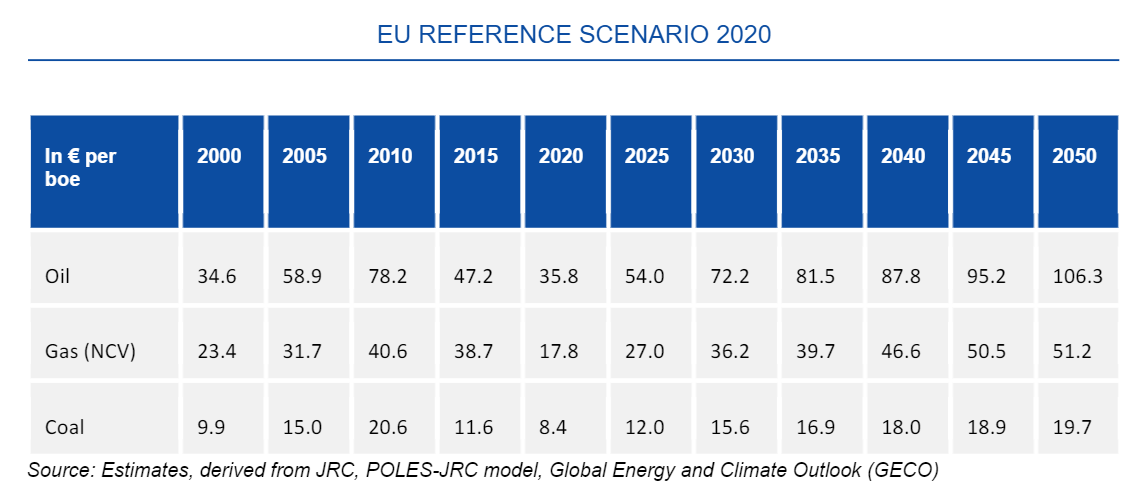 EU REFERENCE SCENARIO 2020
In € per boe 2000 2005 2010 2015 2020 2025 2030 2035 2040 2045 2050
Oil 34.6 58.9 78.2 47.2 35.8 54.0 72.2 81.5 87.8 95.2 106.3
Gas (NCV) 23.4 31.7 40.6 38.7 17.8 27.0 36.2 39.7 46.6 50.5 51.2
Coal 9.9 15.0 20.6 11.6 8.4 12.0 15.6 16.9 18.0 18.9 19.7
Source: Estimates, derived from JRC, POLES-JRC model, Global Energy and Climate Outlook (GECO)